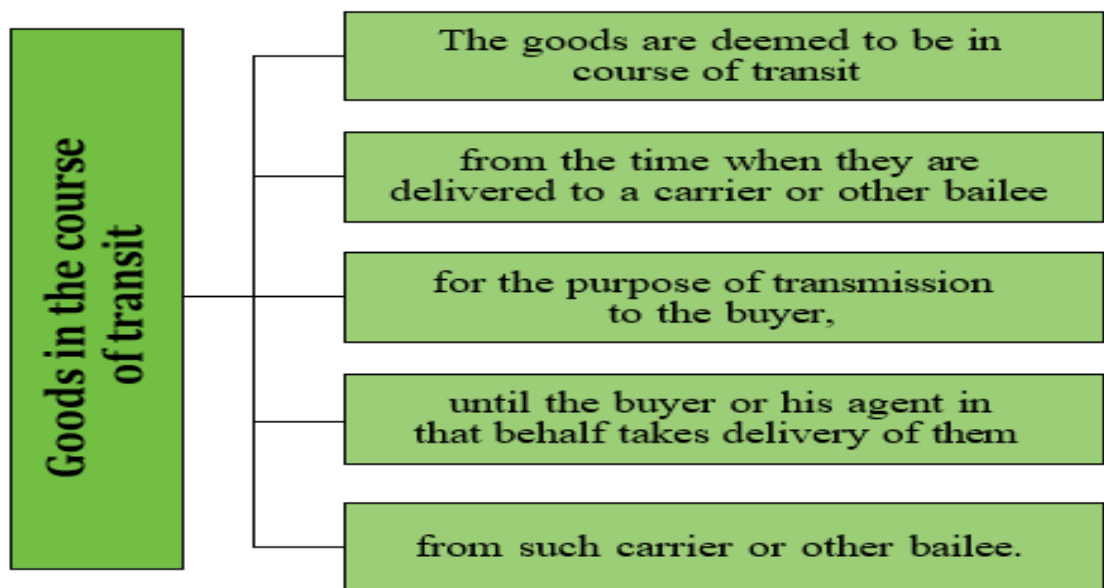 Goods in the course
of transit
The goods are deemed to be in
course of transit
from the time when they are
delivered to a carrier or other bailee
for the purpose of transmission
to the buyer,
until the buyer or his agent in
that behalf takes delivery of them
from such carrier or other bailee.